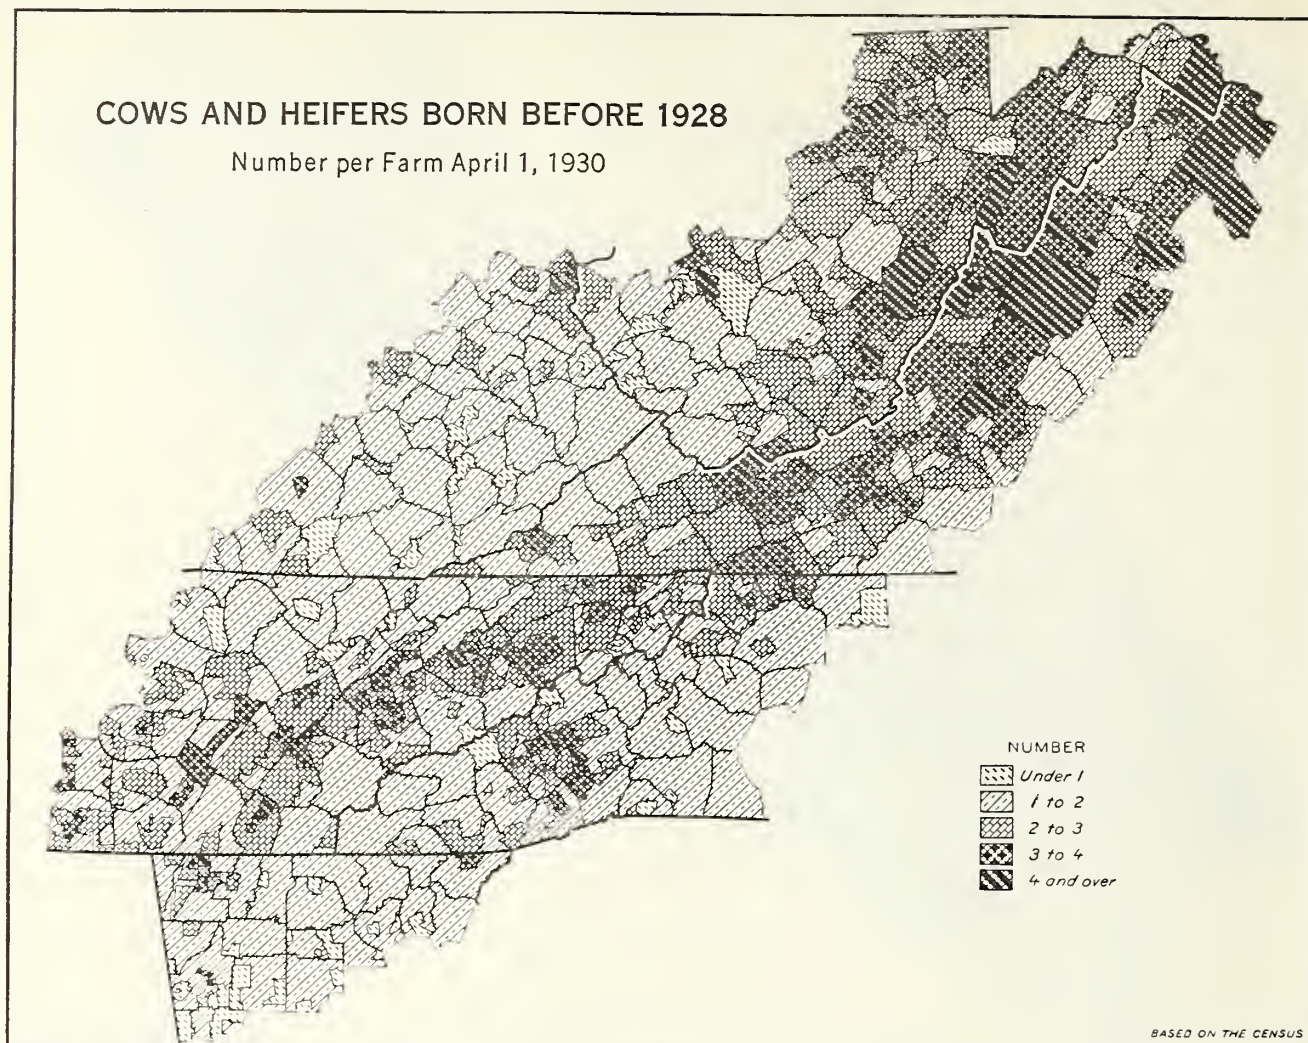 COWS AND HEIFERS BORN BEFORE 1928
Number per Farm April 1, 1930
NUMBER
Under 1
1 to 2
2 to 3
3 to 4
4 and over
BASED ON THE CENSUS